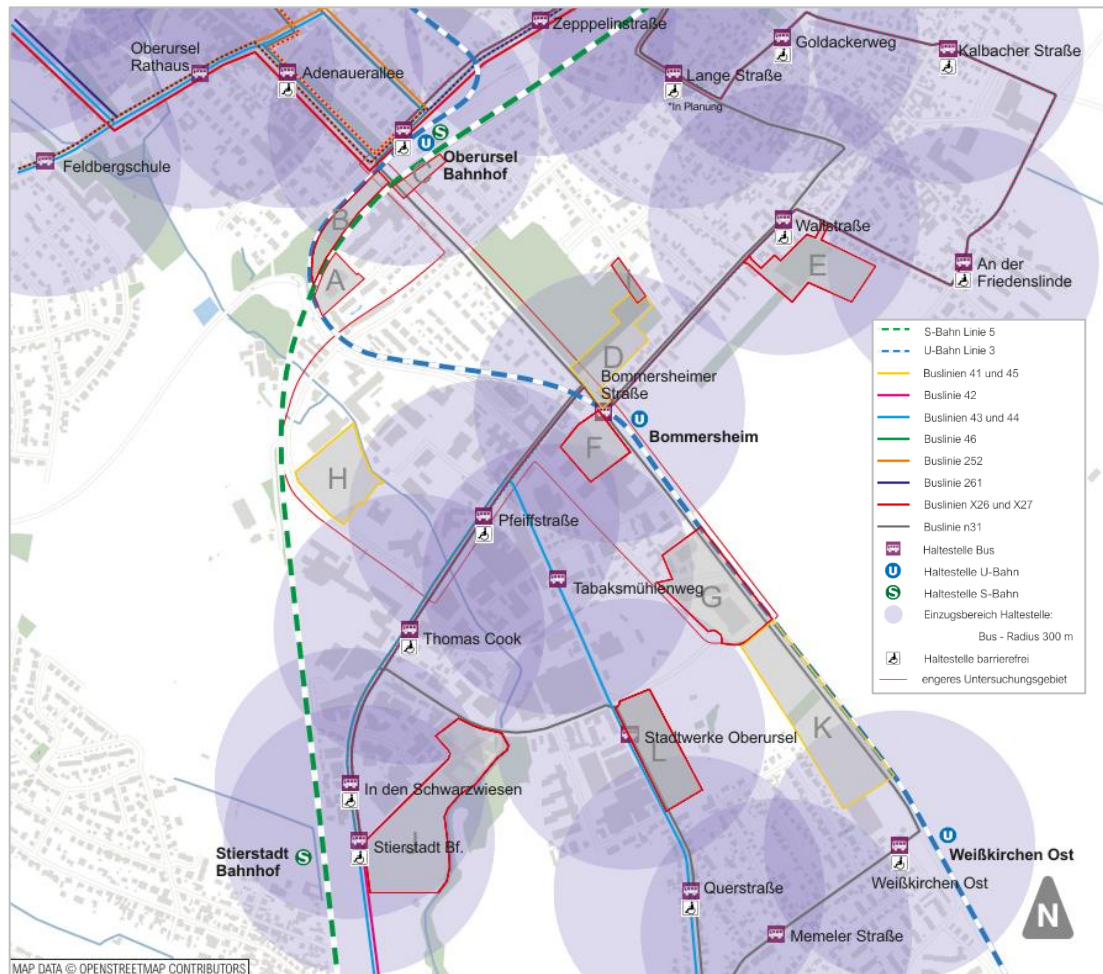 Zepppelinstraße
Oberursel
Rathaus
Adenauerallee
Goldackerweg
Kalbacher Straße
Lange Straße
*In Planung
Feldbergschule
U
S
Oberursel
Bahnhof
C
B
A
Wallstraße
E
An der
Friedenslinde
I
D
Bommersheimer
Straße
U
Bommersheim
F
H
Pfeiffstraße
Tabaksmühlenweg
G
Thomas Cook
K
Stadtwerke Oberursel
L
In den Schwarzwiesen
Stierstadt Bf.
Stierstadt
Bahnhof
S
U
Weißkirchen Ost
Weißkirchen Ost
Querstraße
Memeler Straße
N
S-Bahn Linie 5
U-Bahn Linie 3
Buslinien 41 und 45
Buslinie 42
Buslinien 43 und 44
Buslinie 46
Buslinie 252
Buslinie 261
Buslinien X26 und X27
Buslinie n31
Haltestelle Bus
U Haltestelle U-Bahn
S Haltestelle S-Bahn
Einzugsbereich Haltestelle:
Bus - Radius 300 m
Haltestelle barrierefrei
engeres Untersuchungsgebiet
MAP DATA © OPENSTREETMAP CONTRIBUTORS